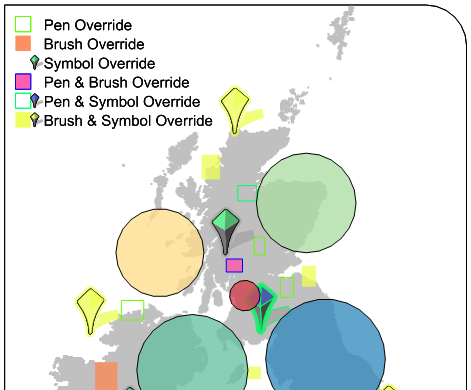 Pen Override
Brush Override
Symbol Override
Pen & Brush Override
Pen & Symbol Override
Brush & Symbol Override